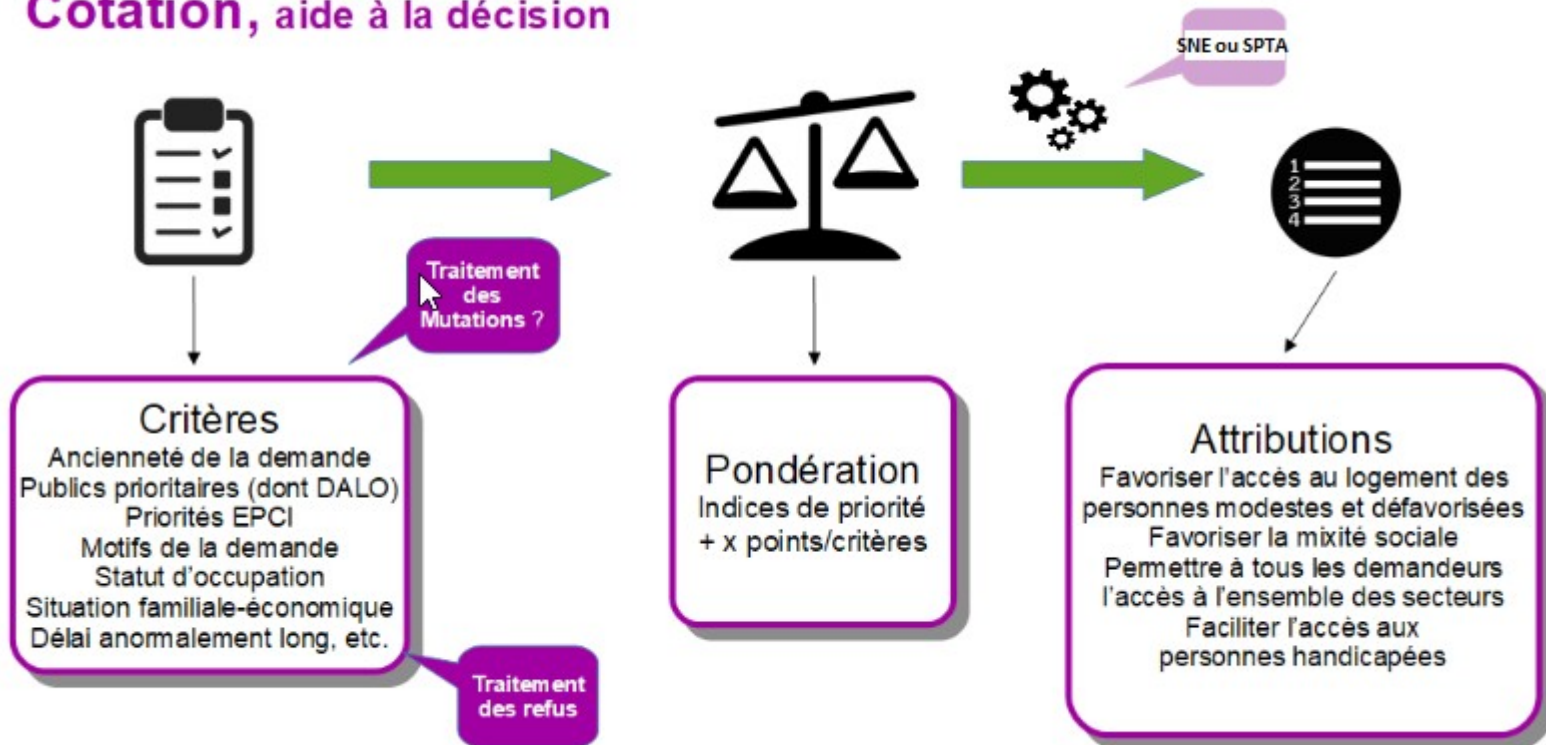 Cotation, aide à la décision
SNE ou SPTA
1
2
3
4
Traitement
des
Mutations ?
Critères
Ancienneté de la demande
Publics prioritaires (dont DALO)
Priorités EPCI
Motifs de la demande
Statut d'occupation
Situation familiale-économique
Délai anormalement long, etc.
Traitement
des refus
Pondération
Indices de priorité
+ x points/critères
Attributions
Favoriser l'accès au logement des
personnes modestes et défavorisées
Favoriser la mixité sociale
Permettre à tous les demandeurs
l'accès à l'ensemble des secteurs
Faciliter l'accès aux
personnes handicapées